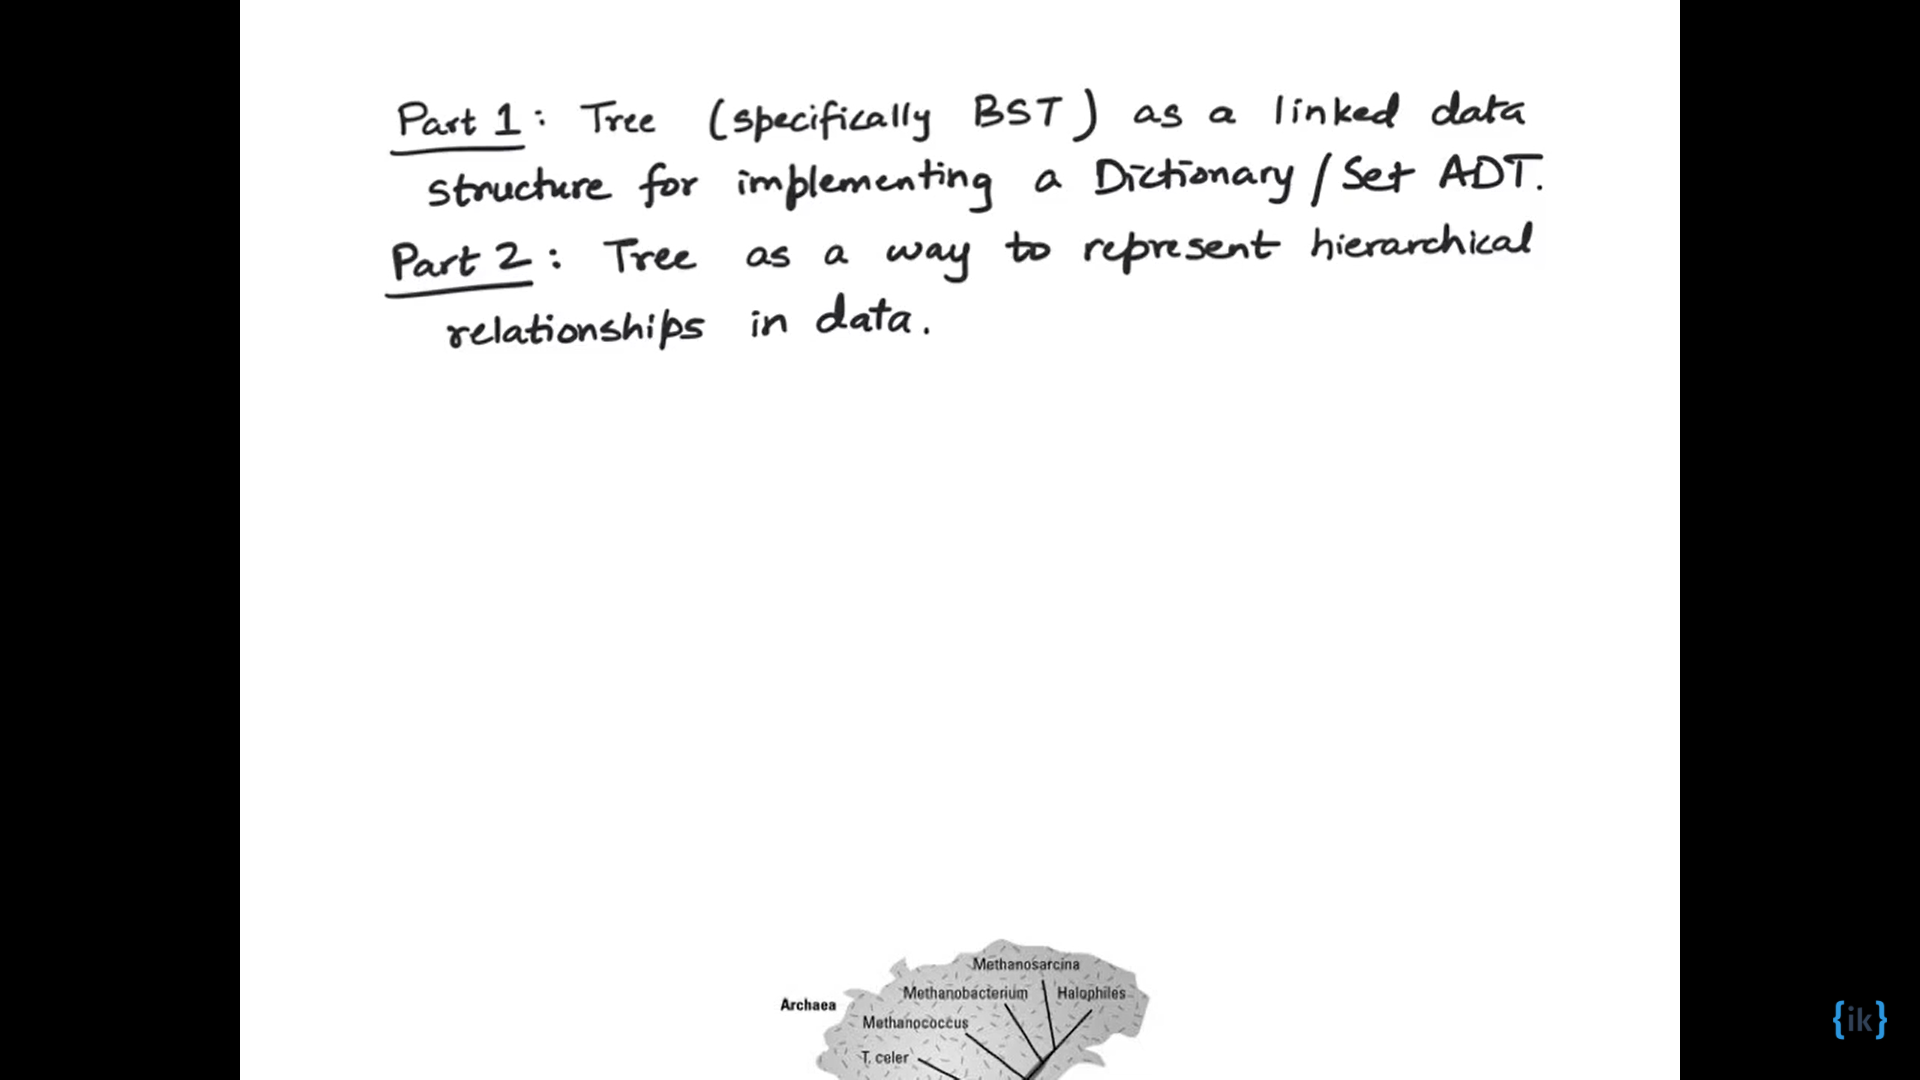 Part 1: Tree (specifically BST) as a linked data
structure for implementing a Dictionary/Set ADT.
Part 2: Tree as a way to represent hierarchical
relationships in data.
Methanosarcina
Methanobacterium Halophiles
Archaea
Methanococcus
T. celer
{ik}